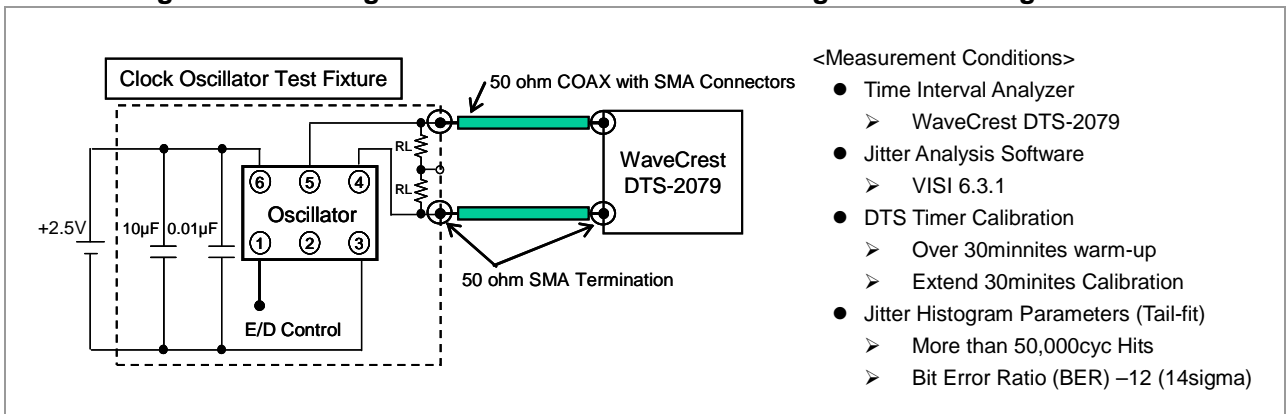 Clock Oscillator Test Fixture
50 ohm COAX with SMA Connectors
RL
RL
WaveCrest
DTS-2079
6 5 4
Oscillator
1 2 3
+2.5V
10µF
0.01µF
E/D Control
50 ohm SMA Termination
<Measurement Conditions>
● Time Interval Analyzer
➢ WaveCrest DTS-2079
● Jitter Analysis Software
➢ VISI 6.3.1
● DTS Timer Calibration
➢ Over 30minnites warm-up
➢ Extend 30minites Calibration
● Jitter Histogram Parameters (Tail-fit)
➢ More than 50,000cyc Hits
➢ Bit Error Ratio (BER) –12 (14sigma)